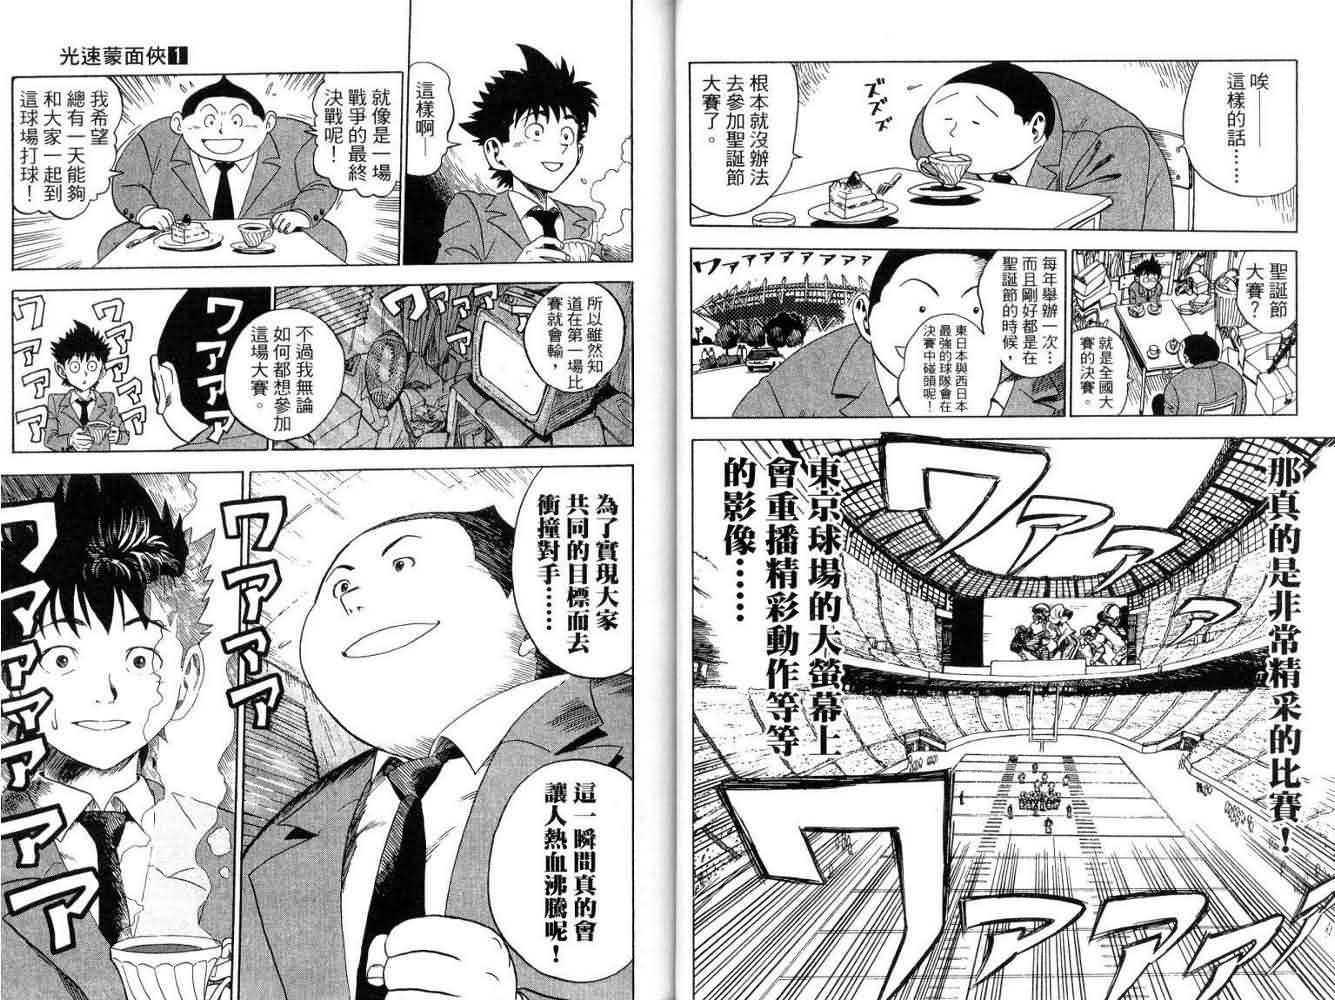 唉——
這樣的話……
根本就沒辦法
去參加聖誕節
大賽了。
ズズズ
聖誕節
大賽?
就是全國大
賽的決賽。
每年舉辦一次…
而且剛好都是在
聖誕節的時候，
東日本與西日本
最強的球隊會在
決賽中碰頭呢!
ワァァァァァァ
那真的是非常精采的比賽!
ワァァァ
東京球場的大螢幕上
會重播精彩動作等等
的影像……
ワァァァァ
光速蒙面俠1
這樣啊——
就像是一場
戰爭的最終
決戰呢!
我希望
總有一天能夠
和大家一起到
這球場打球!
所以雖然知
道在第一場比
賽就會輸，
ワァァァァ
不過我無論
如何都想參加
這場大賽。
ワァァァ
ワァァァァ
為了實現大家
共同的目標而去
衝撞對手……
ワァァァ
這一瞬間真的會
讓人熱血沸騰呢!
ワァァァァァァ